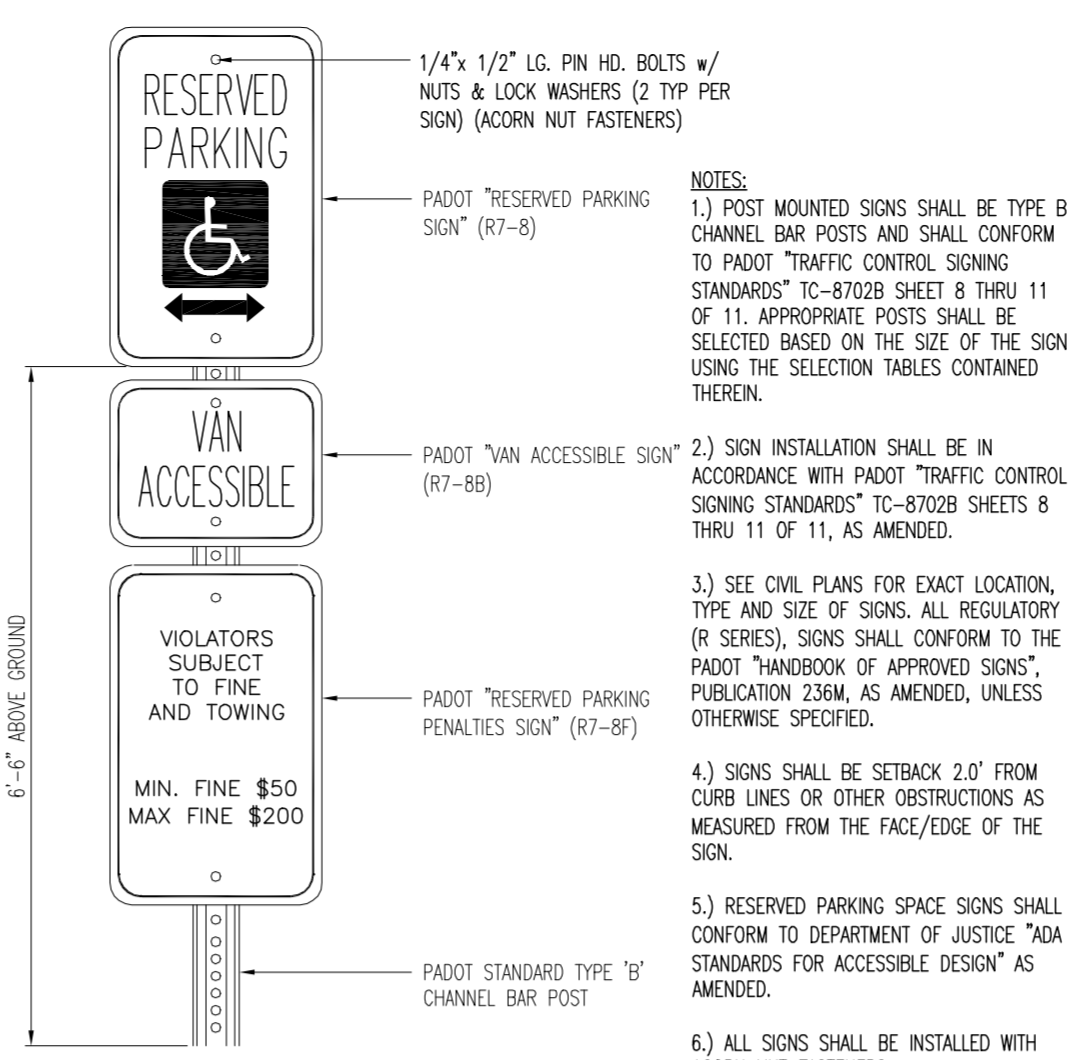 RESERVED
PARKING
VAN
ACCESSIBLE
VIOLATORS
SUBJECT
TO FINE
AND TOWING
MIN. FINE $50
MAX FINE $200
6'-6" ABOVE GROUND
1/4"x 1/2" LG. PIN HD. BOLTS w/
NUTS & LOCK WASHERS (2 TYP PER
SIGN) (ACORN NUT FASTENERS)
PADOT "RESERVED PARKING
SIGN" (R7-8)
PADOT "VAN ACCESSIBLE SIGN"
(R7-8B)
PADOT "RESERVED PARKING
PENALTIES SIGN" (R7-8F)
PADOT STANDARD TYPE 'B'
CHANNEL BAR POST
NOTES:
1.) POST MOUNTED SIGNS SHALL BE TYPE B
CHANNEL BAR POSTS AND SHALL CONFORM
TO PADOT "TRAFFIC CONTROL SIGNING
STANDARDS" TC-8702B SHEET 8 THRU 11
OF 11. APPROPRIATE POSTS SHALL BE
SELECTED BASED ON THE SIZE OF THE SIGN
USING THE SELECTION TABLES CONTAINED
THEREIN.
2.) SIGN INSTALLATION SHALL BE IN
ACCORDANCE WITH PADOT "TRAFFIC CONTROL
SIGNING STANDARDS" TC-8702B SHEETS 8
THRU 11 OF 11, AS AMENDED.
3.) SEE CIVIL PLANS FOR EXACT LOCATION,
TYPE AND SIZE OF SIGNS. ALL REGULATORY
(R SERIES), SIGNS SHALL CONFORM TO THE
PADOT "HANDBOOK OF APPROVED SIGNS",
PUBLICATION 236M, AS AMENDED, UNLESS
OTHERWISE SPECIFIED.
4.) SIGNS SHALL BE SETBACK 2.0' FROM
CURB LINES OR OTHER OBSTRUCTIONS AS
MEASURED FROM THE FACE/EDGE OF THE
SIGN.
5.) RESERVED PARKING SPACE SIGNS SHALL
CONFORM TO DEPARTMENT OF JUSTICE "ADA
STANDARDS FOR ACCESSIBLE DESIGN" AS
AMENDED.
6.) ALL SIGNS SHALL BE INSTALLED WITH